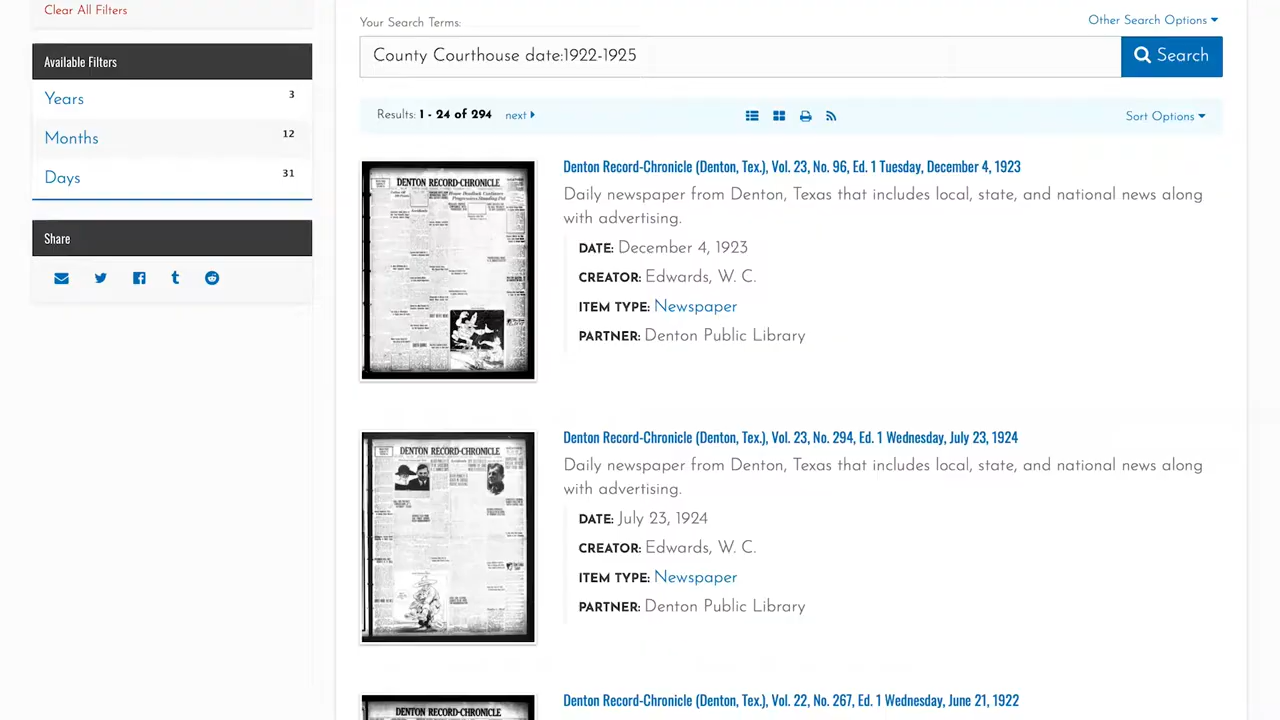 Clear All Filters
Available Filters
Years 3
Months 12
Days 31
Share
Your Search Terms:
Other Search Options
County Courthouse date:1922-1925
Search
Results: 1 - 24 of 294 next
Sort Options
DENTON RECORD-CHRONICLE
Denton Record-Chronicle (Denton, Tex.), Vol. 23, No. 96, Ed. 1 Tuesday, December 4, 1923
Daily newspaper from Denton, Texas that includes local, state, and national news along
with advertising.
DATE: December 4, 1923
CREATOR: Edwards, W. C.
ITEM TYPE: Newspaper
PARTNER: Denton Public Library
DENTON RECORD-CHRONICLE
Denton Record-Chronicle (Denton, Tex.), Vol. 23, No. 294, Ed. 1 Wednesday, July 23, 1924
Daily newspaper from Denton, Texas that includes local, state, and national news along
with advertising.
DATE: July 23, 1924
CREATOR: Edwards, W. C.
ITEM TYPE: Newspaper
PARTNER: Denton Public Library
DENTON RECORD-CHRONICLE
Denton Record-Chronicle (Denton, Tex.), Vol. 22, No. 267, Ed. 1 Wednesday, June 21, 1922